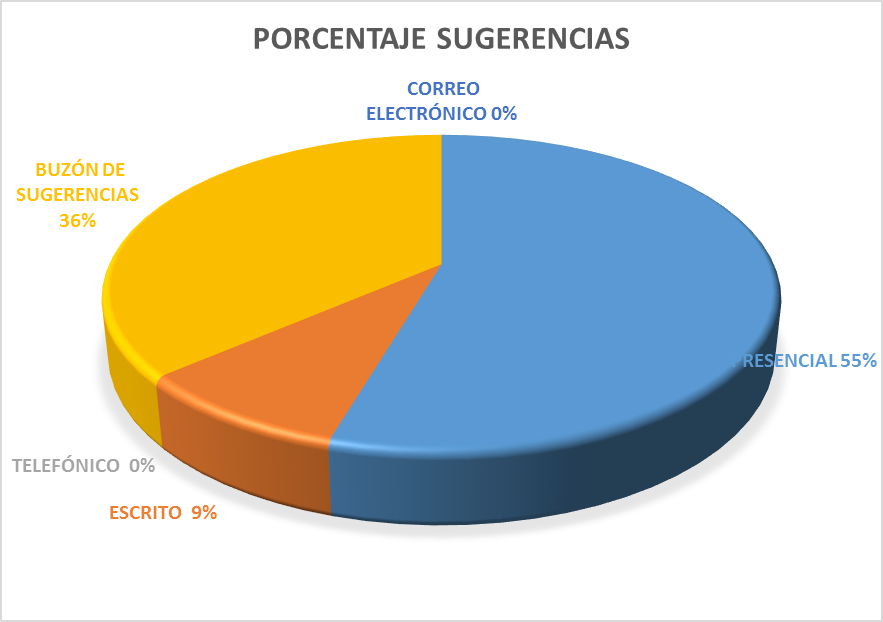 PORCENTAJE SUGERENCIAS
CORREO
ELECTRÓNICO 0%
BUZÓN DE
SUGERENCIAS
36%
PRESENCIAL 55%
TELEFÓNICO 0%
ESCRITO 9%